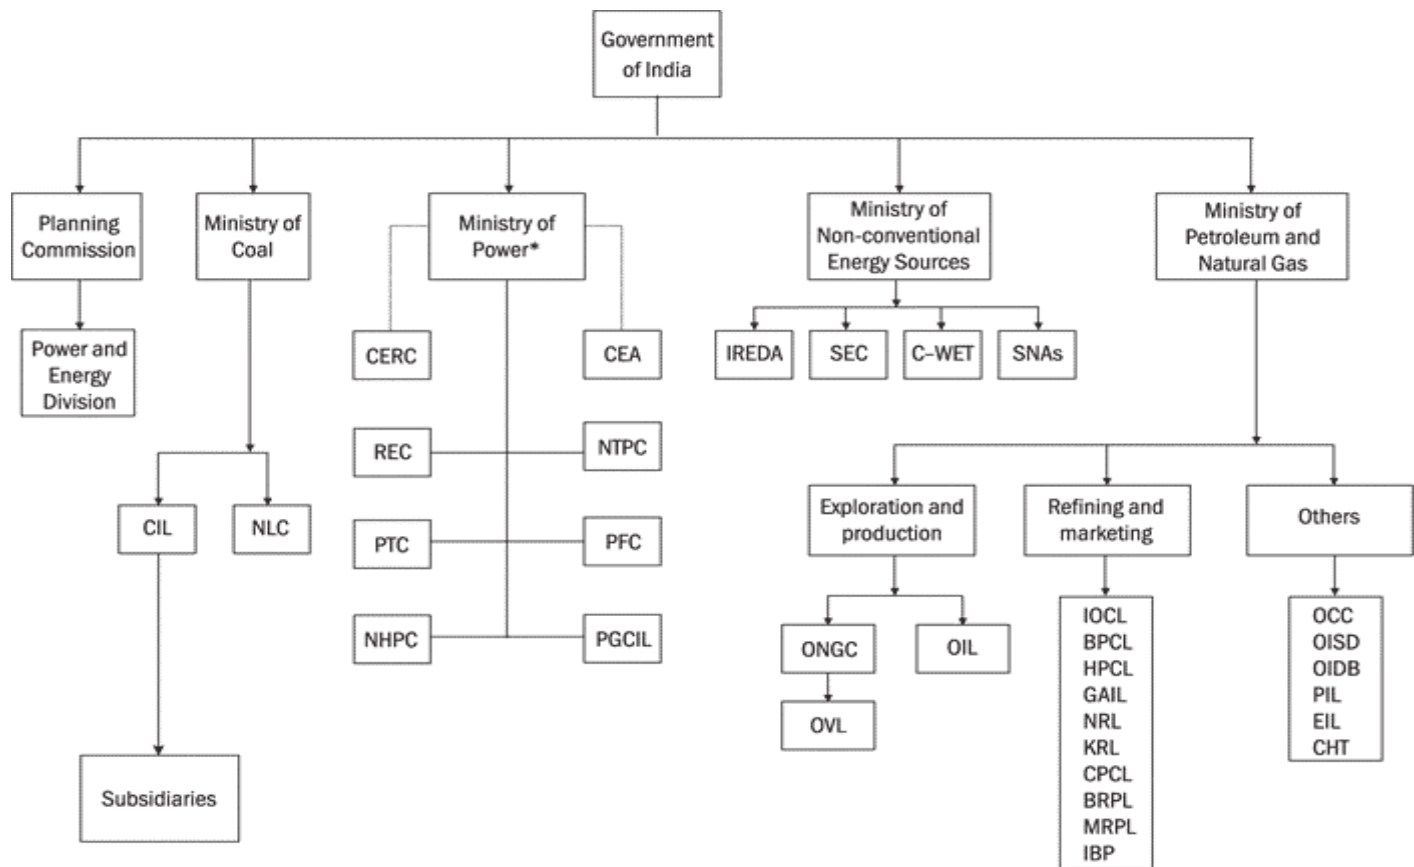 Government
of India
Planning
Commission
Ministry of
Coal
Ministry of
Power*
Ministry of
Non-conventional
Energy Sources
Ministry of
Petroleum and
Natural Gas
Power and
Energy
Division
CERC
CEA
IREDA
SEC
C–WET
SNAs
REC
NTPC
CIL
NLC
PTC
PFC
Exploration and
production
Refining and
marketing
Others
NHPC
PGCIL
ONGC
OIL
OVL
IOCL
BPCL
HPCL
GAIL
NRL
KRL
CPCL
BRPL
MRPL
IBP
OCC
OISD
OIDB
PIL
EIL
CHT
Subsidiaries